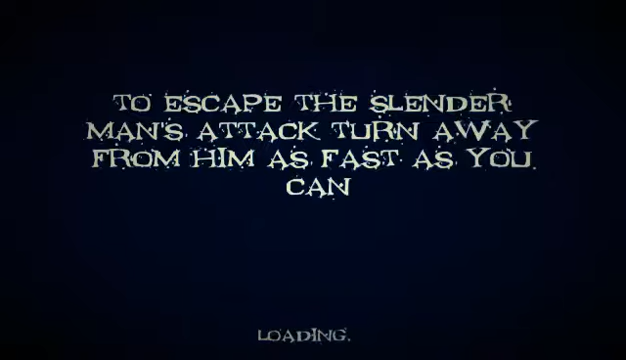 TO ESCAPE THE SLENDER
MAN'S ATTACK TURN AWAY
FROM HIM AS FAST AS YOU
CAN
LOADING.